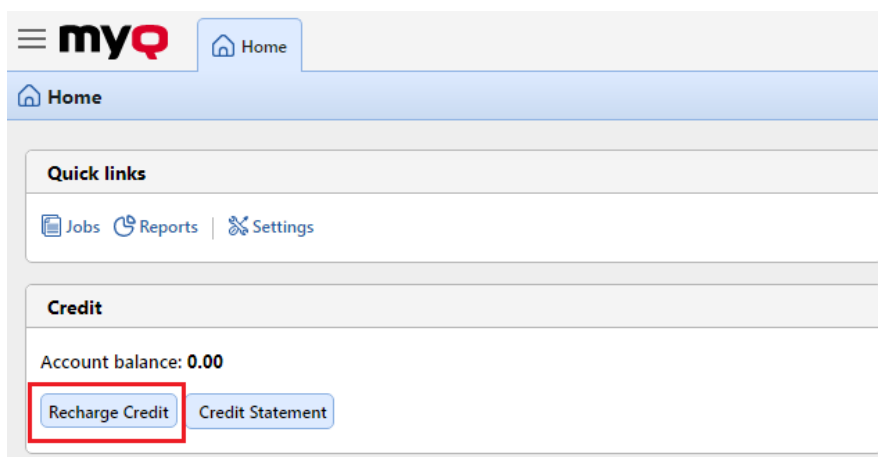 myQ Home
Home
Quick links
Jobs Reports | Settings
Credit
Account balance: 0.00
Recharge Credit Credit Statement